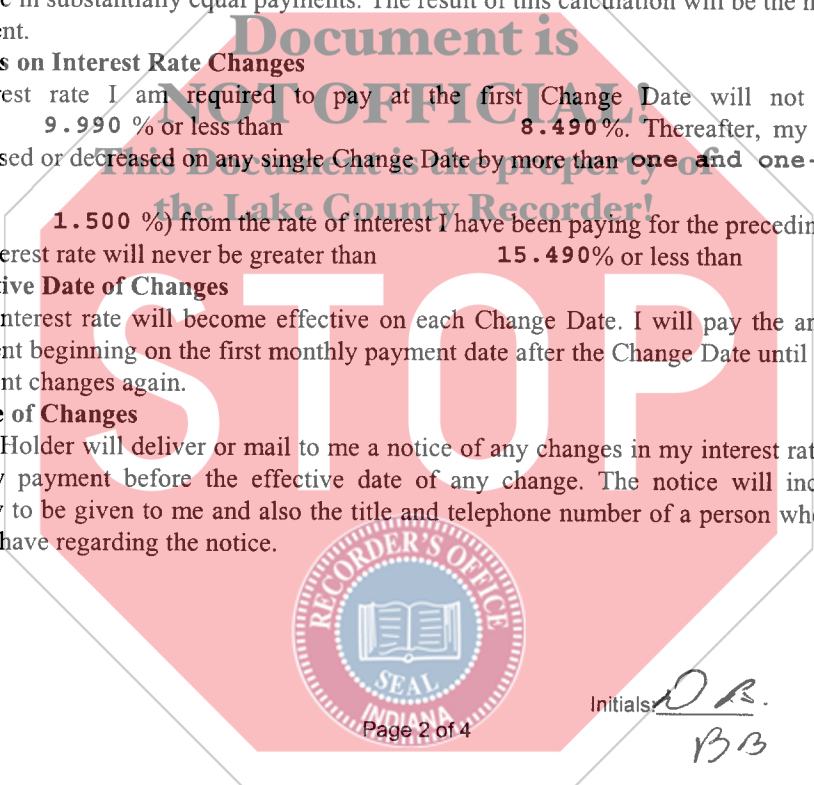 in substantially equal payments. The result of this calculation will be the
ent.
Document is
s on Interest Rate Changes
est rate I am required to pay at the first Change Date will not
NOT OFFICIAL!
9.990 % or less than 8.490%. Thereafter, my
sed or decreased on any single Change Date by more than one and one-
This Document is the property of
the Lake County Recorder!
1.500 %) from the rate of interest I have been paying for the precedin
erest rate will never be greater than 15.490% or less than
ive Date of Changes
nterest rate will become effective on each Change Date. I will pay the a
nt beginning on the first monthly payment date after the Change Date until
nt changes again.
STOP
e of Changes
Holder will deliver or mail to me a notice of any changes in my interest rat
y payment before the effective date of any change. The notice will inc
y to be given to me and also the title and telephone number of a person wh
have regarding the notice.
RECORDER'S OFFICE
SEAL
INDIANA
Initials: D B.
Page 2 of 4
BB